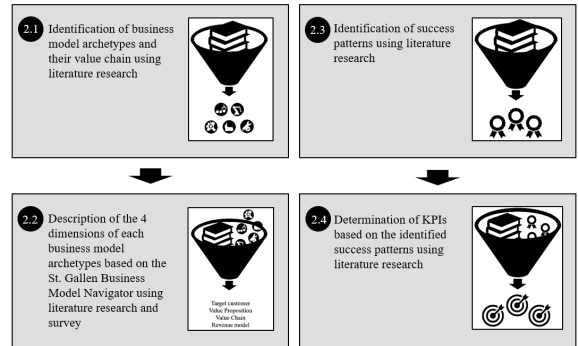 2.1
Identification of business
model archetypes and
their value chain using
literature research
2.2
Description of the 4
dimensions of each
business model
archetypes based on the
St. Gallen Business
Model Navigator using
literature research and
survey
Target customer
Value Proposition
Value Chain
Revenue model
2.3
Identification of success
patterns using literature
research
2.4
Determination of KPIs
based on the identified
success patterns using
literature research